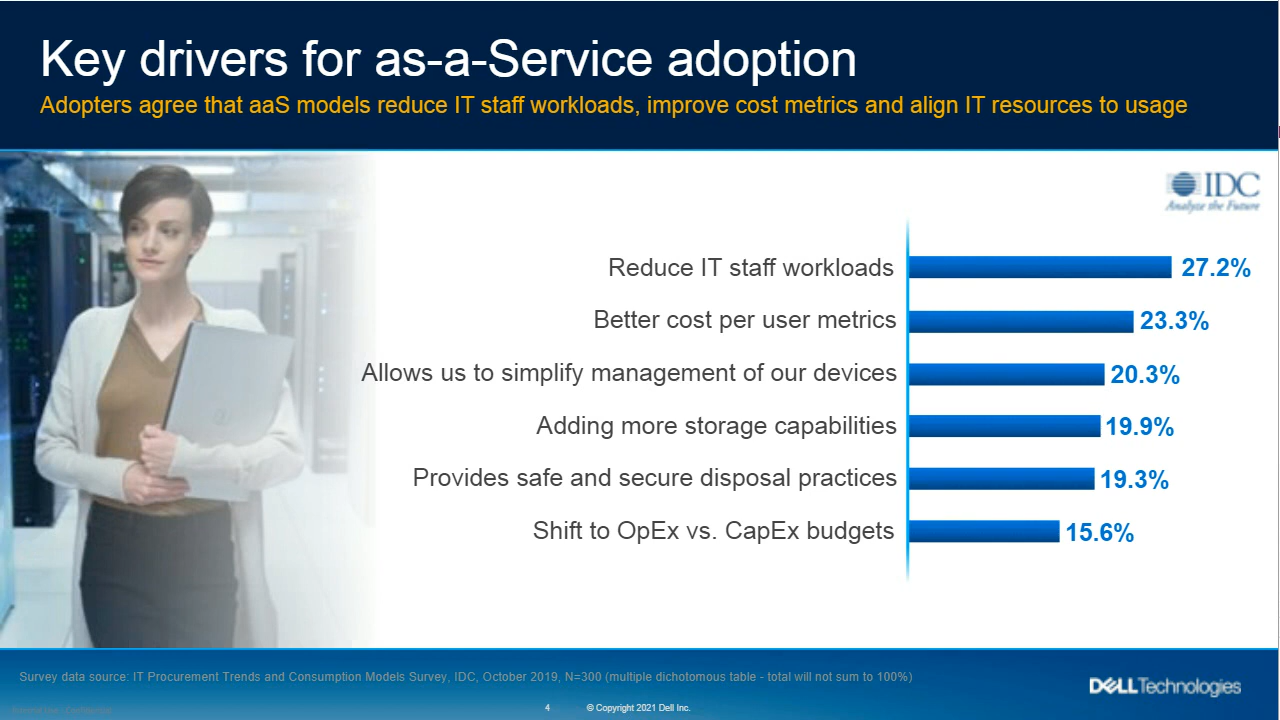 Key drivers for as-a-Service adoption
Adopters agree that aaS models reduce IT staff workloads, improve cost metrics and align IT resources to usage
IDC
Analyze the Future
Reduce IT staff workloads 27.2%
Better cost per user metrics 23.3%
Allows us to simplify management of our devices 20.3%
Adding more storage capabilities 19.9%
Provides safe and secure disposal practices 19.3%
Shift to OpEx vs. CapEx budgets 15.6%
Survey data source: IT Procurement Trends and Consumption Models Survey, IDC, October 2019, N=300 (multiple dichotomous table - total will not sum to 100%)
DELL Technologies
4 © Copyright 2021 Dell Inc.